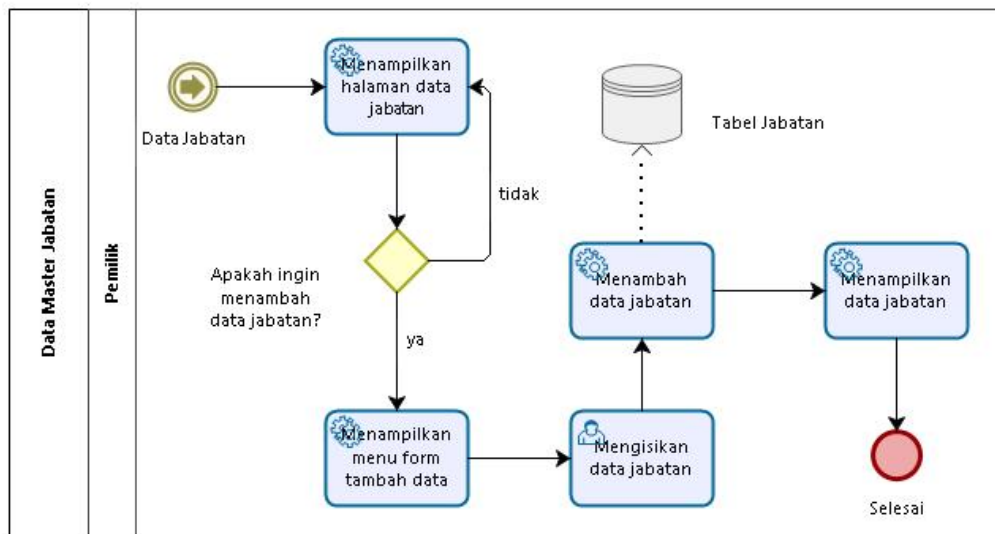 Data Master Jabatan
Pemilik
Data Jabatan
Menampilkan
halaman data
jabatan
tidak
Apakah ingin
menambah
data jabatan?
ya
Menampilkan
menu form
tambah data
Mengisikan
data jabatan
Menambah
data jabatan
Tabel Jabatan
Menampilkan
data jabatan
Selesai